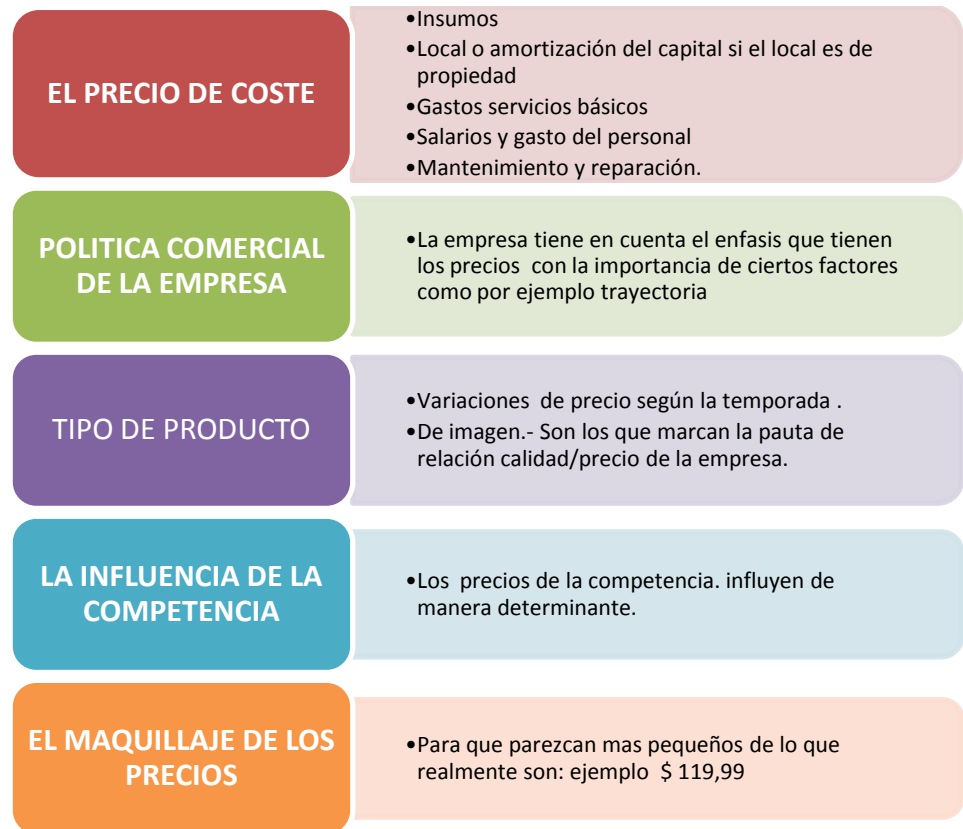 EL PRECIO DE COSTE
•Insumos
•Local o amortización del capital si el local es de
propiedad
•Gastos servicios básicos
•Salarios y gasto del personal
•Mantenimiento y reparación.
POLITICA COMERCIAL
DE LA EMPRESA
•La empresa tiene en cuenta el enfasis que tienen
los precios  con la importancia de ciertos factores
como por ejemplo trayectoria
TIPO DE PRODUCTO
•Variaciones  de precio según la temporada .
•De imagen.- Son los que marcan la pauta de
relación calidad/precio de la empresa.
LA INFLUENCIA DE LA
COMPETENCIA
•Los  precios de la competencia. influyen de
manera determinante.
EL MAQUILLAJE DE LOS
PRECIOS
•Para que parezcan mas pequeños de lo que
realmente son: ejemplo  $ 119,99